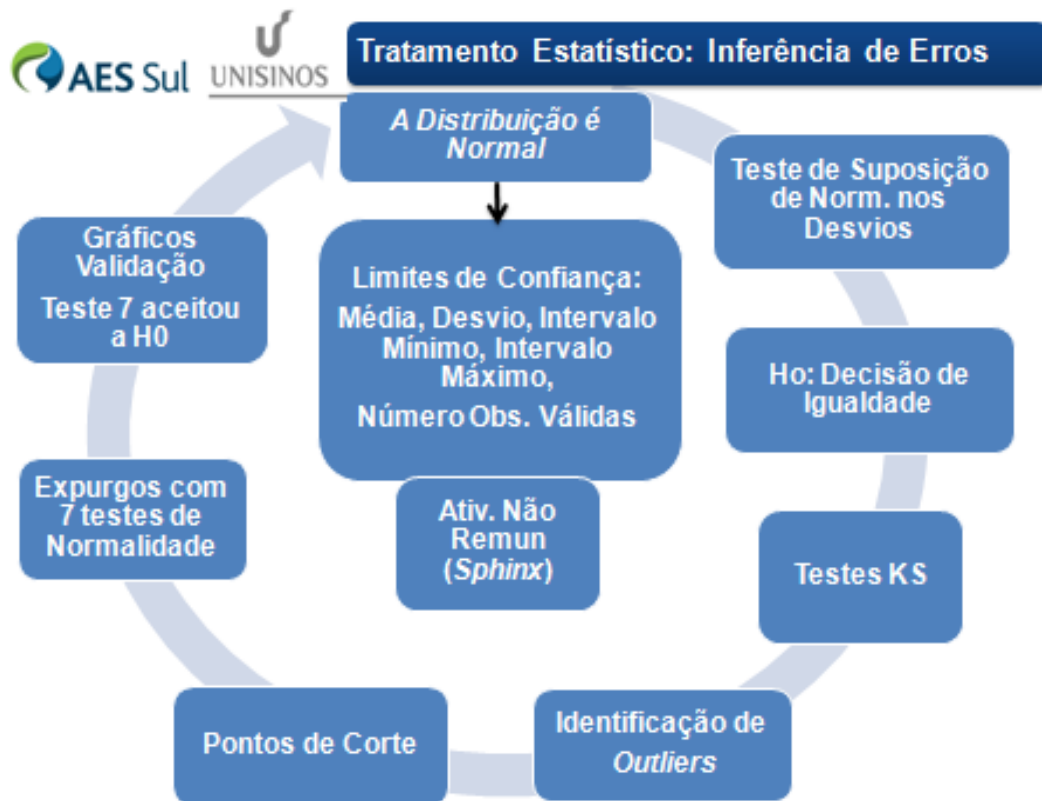 AES Sul
UNISINOS
Tratamento Estatístico: Inferência de Erros
A Distribuição é
Normal
Teste de Suposição
de Norm. nos
Desvios
Ho: Decisão de
Igualdade
Testes KS
Identificação de
Outliers
Pontos de Corte
Expurgos com
7 testes de
Normalidade
Gráficos
Validação
Teste 7 aceitou
a H0
Limites de Confiança:
Média, Desvio, Intervalo
Mínimo, Intervalo
Máximo,
Número Obs. Válidas
Ativ. Não
Remun
(Sphinx)